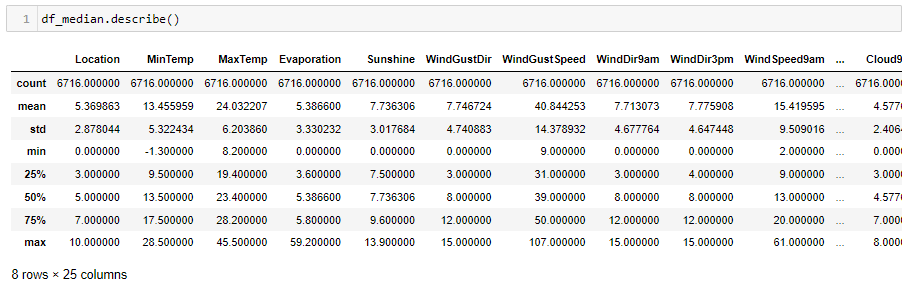 1 df_median.describe()
Location MinTemp MaxTemp Evaporation Sunshine WindGustDir WindGustSpeed WindDir9am WindDir3pm WindSpeed9am ... Cloud9
count 6716.000000 6716.000000 6716.000000 6716.000000 6716.000000 6716.000000 6716.000000 6716.000000 6716.000000 6716.000000 ... 6716.0000
mean 5.369863 13.455959 24.032207 5.386600 7.736306 7.746724 40.844253 7.713073 7.775908 15.419595 ... 4.577
std 2.878044 5.322434 6.203860 3.330232 3.017684 4.740883 14.378932 4.677764 4.647448 9.509016 ... 2.406
min 0.000000 -1.300000 8.200000 0.000000 0.000000 0.000000 9.000000 0.000000 0.000000 2.000000 ... 0.000
25% 3.000000 9.500000 19.400000 3.600000 7.500000 3.000000 31.000000 3.000000 4.000000 9.000000 ... 3.000
50% 5.000000 13.500000 23.400000 5.386600 7.736306 8.000000 39.000000 8.000000 8.000000 13.000000 ... 4.577
75% 7.000000 17.500000 28.200000 5.800000 9.600000 12.000000 50.000000 12.000000 12.000000 20.000000 ... 7.000
max 10.000000 28.500000 45.500000 59.200000 13.900000 15.000000 107.000000 15.000000 15.000000 61.000000 ... 8.000
8 rows × 25 columns